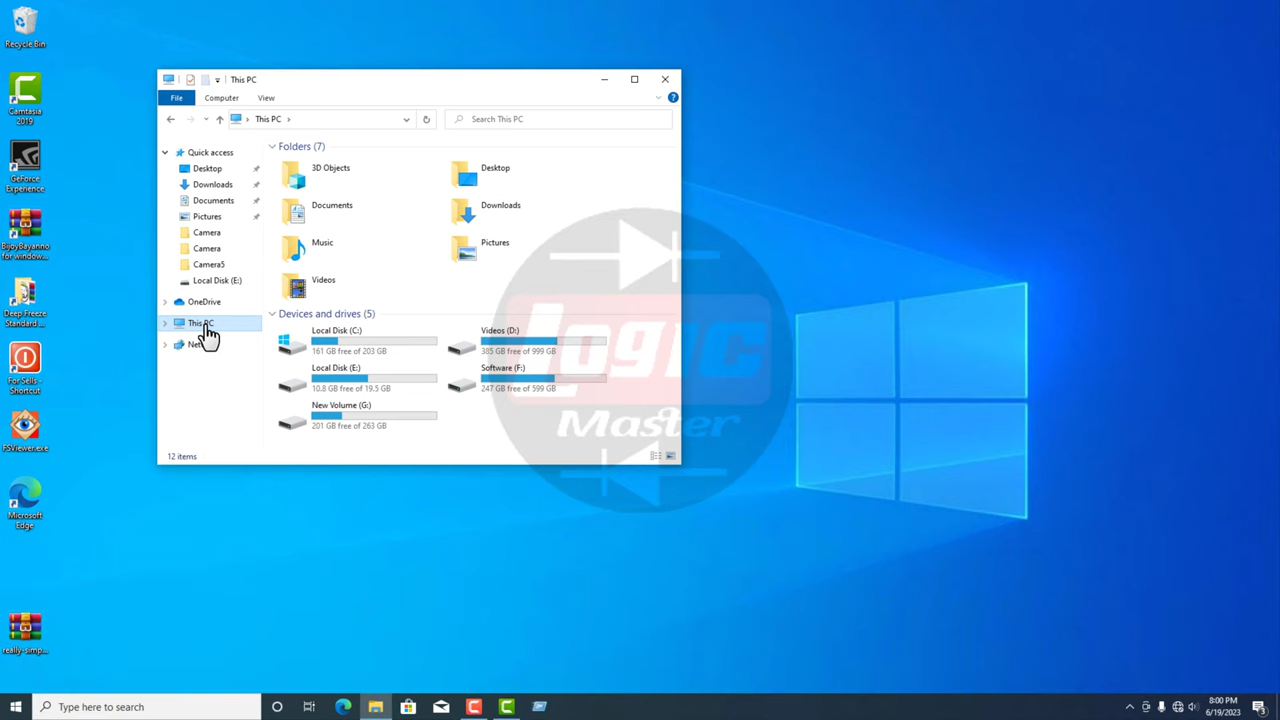 Recycle Bin
Camtasia
2019
GeForce
Experience
BijoyBayanno
for window...
Deep Freeze
Standard ...
For Sells -
Shortcut
FSViewer.exe
Microsoft
Edge
really-simp...
This PC
File
Computer
View
This PC
Search This PC
Quick access
Desktop
Downloads
Documents
Pictures
Camera
Camera
Camera5
Local Disk (E:)
OneDrive
This PC
Folders (7)
3D Objects
Desktop
Documents
Downloads
Music
Pictures
Videos
Devices and drives (5)
Local Disk (C:)
161 GB free of 203 GB
Videos (D:)
385 GB free of 999 GB
Local Disk (E:)
10.8 GB free of 19.5 GB
Software (F:)
247 GB free of 599 GB
New Volume (G:)
201 GB free of 263 GB
12 items
Logic
Master
Type here to search
8:00 PM
6/19/2023
3